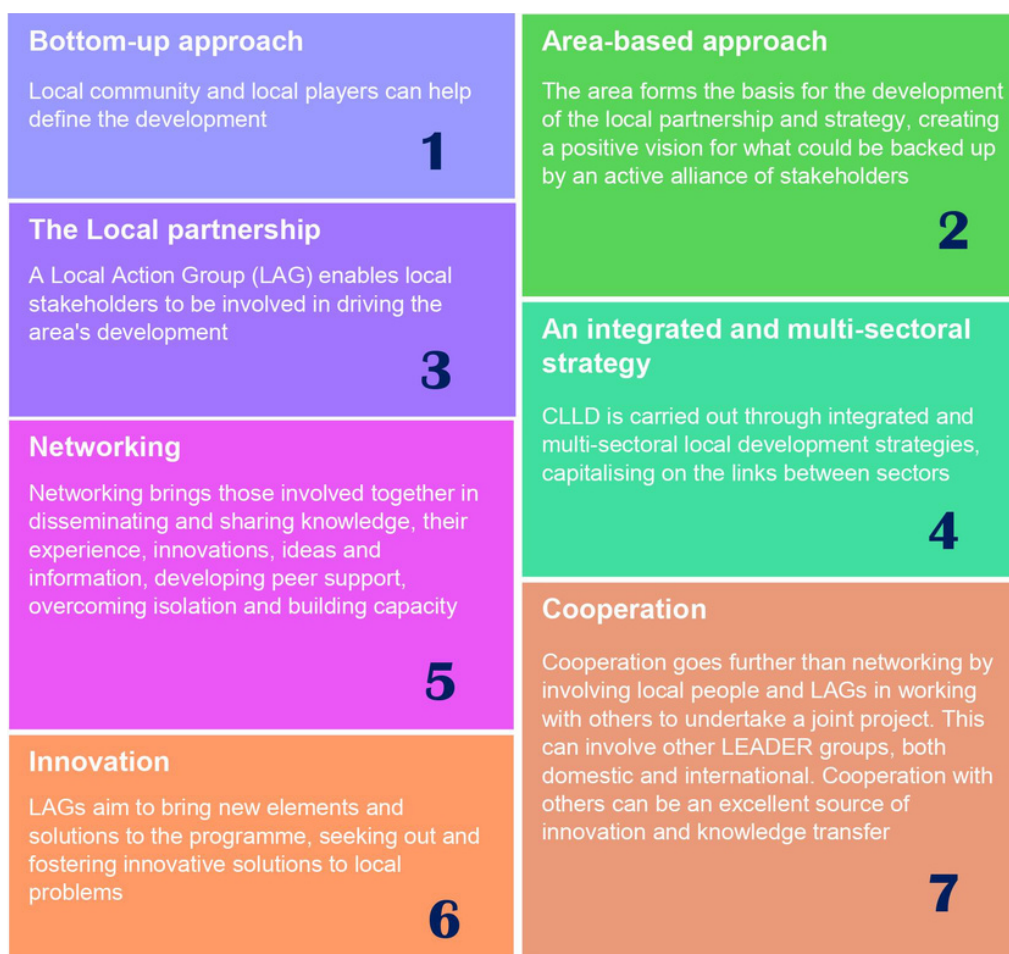 Bottom-up approach
Local community and local players can help
define the development
1
Area-based approach
The area forms the basis for the development
of the local partnership and strategy, creating
a positive vision for what could be backed up
by an active alliance of stakeholders
2
The Local partnership
A Local Action Group (LAG) enables local
stakeholders to be involved in driving the
area's development
3
An integrated and multi-sectoral
strategy
CLLD is carried out through integrated and
multi-sectoral local development strategies,
capitalising on the links between sectors
4
Networking
Networking brings those involved together in
disseminating and sharing knowledge, their
experience, innovations, ideas and
information, developing peer support,
overcoming isolation and building capacity
5
Innovation
LAGs aim to bring new elements and
solutions to the programme, seeking out and
fostering innovative solutions to local
problems
6
Cooperation
Cooperation goes further than networking by
involving local people and LAGs in working
with others to undertake a joint project. This
can involve other LEADER groups, both
domestic and international. Cooperation with
others can be an excellent source of
innovation and knowledge transfer
7